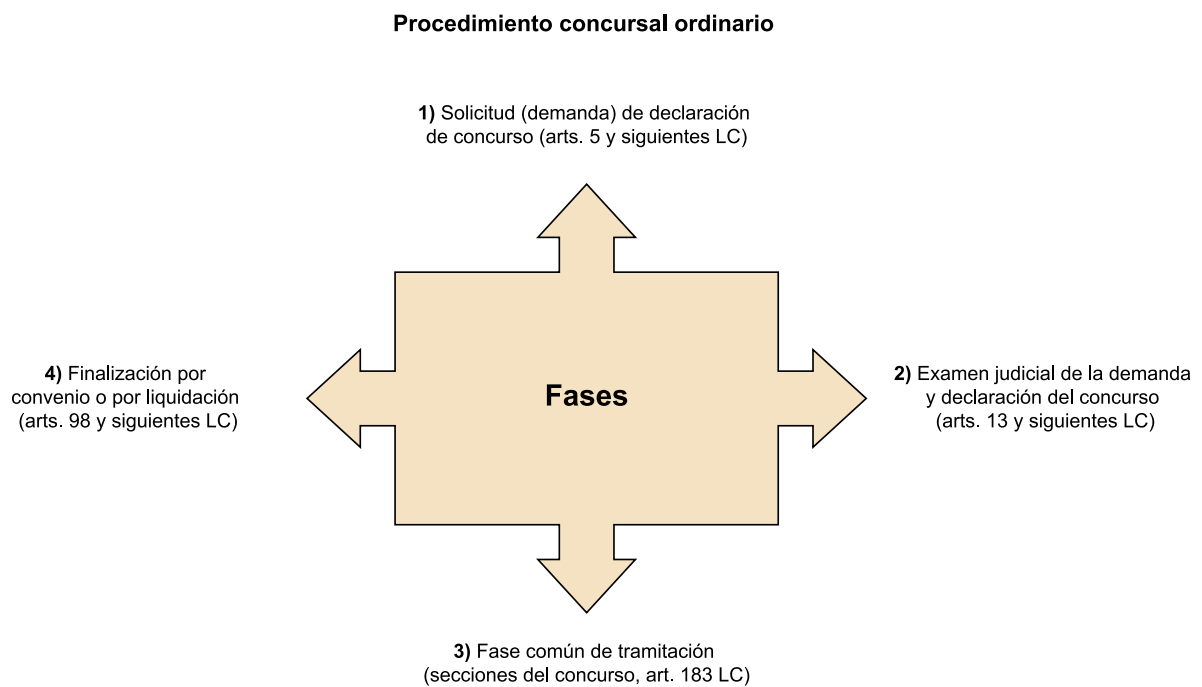 Procedimiento concursal ordinario
1) Solicitud (demanda) de declaración
de concurso (arts. 5 y siguientes LC)
4) Finalización por
convenio o por liquidación
(arts. 98 y siguientes LC)
Fases
2) Examen judicial de la demanda
y declaración del concurso
(arts. 13 y siguientes LC)
3) Fase común de tramitación
(secciones del concurso, art. 183 LC)